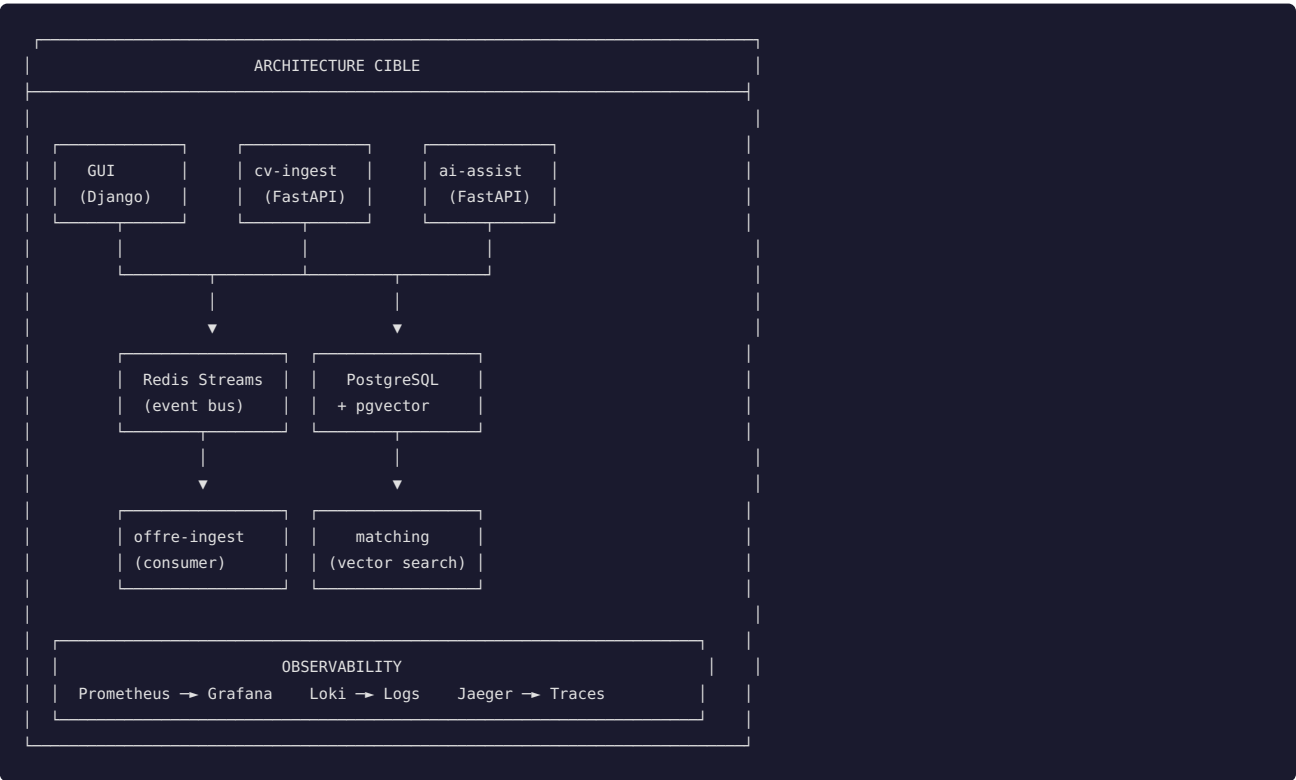 ARCHITECTURE CIBLE
GUI cv-ingest ai-assist
(Django) (FastAPI) (FastAPI)
Redis Streams PostgreSQL
(event bus) + pgvector
offre-ingest matching
(consumer) (vector search)
OBSERVABILITY
Prometheus ─► Grafana Loki ─► Logs Jaeger ─► Traces